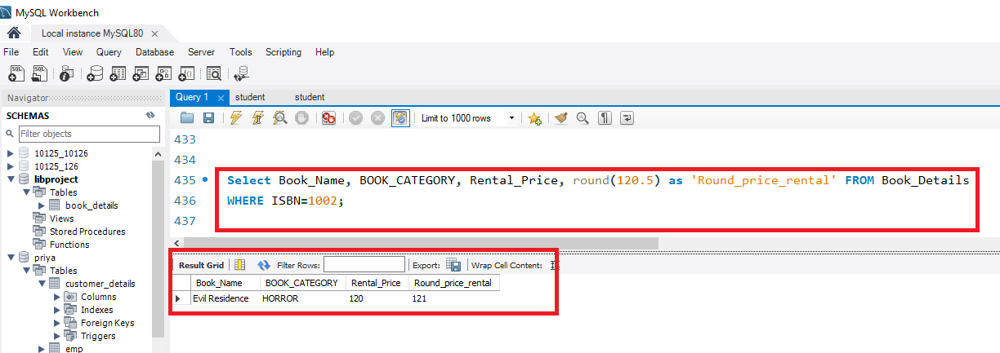 MySQL Workbench
Local instance MySQL80
File Edit View Query Database Server Tools Scripting Help
Navigator
SCHEMAS
Filter objects
10125_10126
10125_126
libproject
Tables
book_details
Views
Stored Procedures
Functions
priya
Tables
customer_details
Columns
Indexes
Foreign Keys
Triggers
emp
Query 1 student student
Limit to 1000 rows
433
434
435 Select Book_Name, BOOK_CATEGORY, Rental_Price, round(120.5) as 'Round_price_rental' FROM Book_Details
436 WHERE ISBN=1002;
437
Result Grid Filter Rows: Export: Wrap Cell Content:
Book_Name BOOK_CATEGORY Rental_Price Round_price_rental
Evil Residence HORROR 120 121